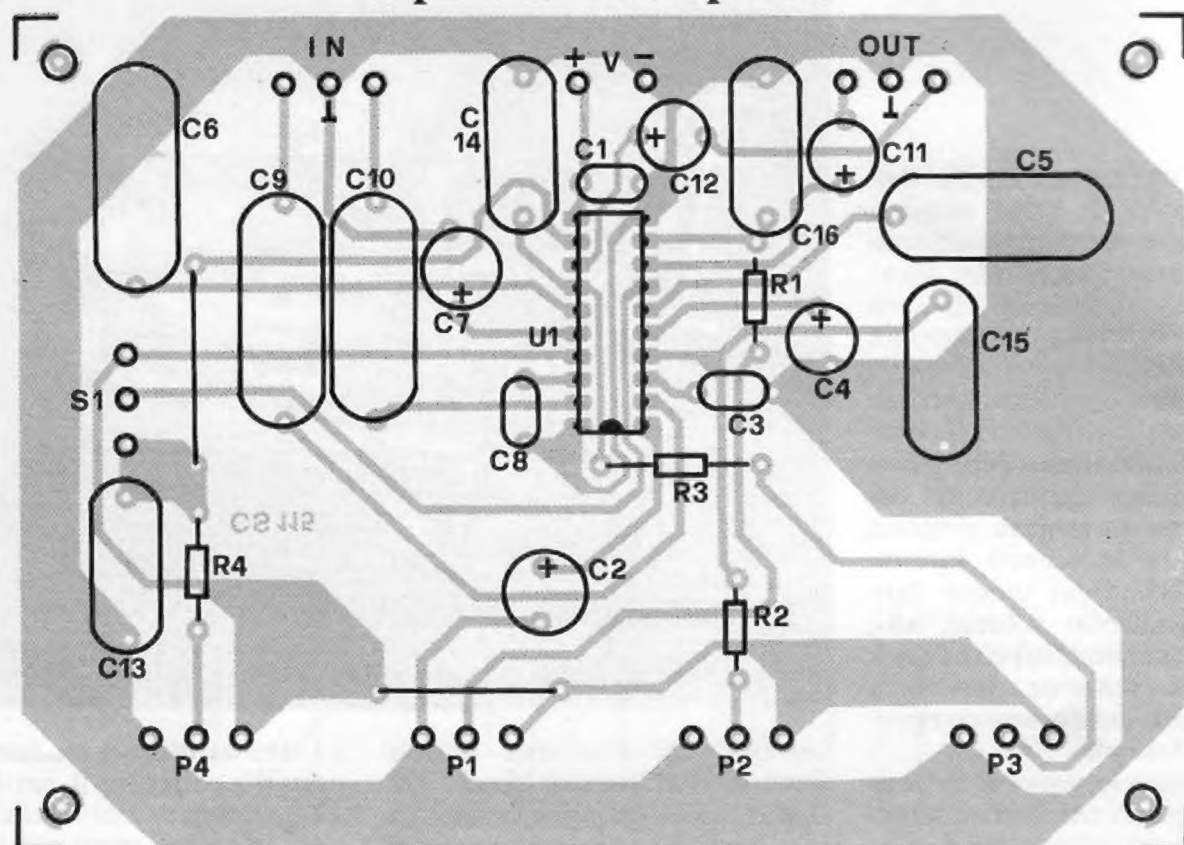 IN
+ V -
OUT
C6
C
14
C1
C12
C11
C5
C9
C10
C16
R1
C7
U1
C15
S1
C4
C3
C8
R3
CS 115
R4
C2
R2
C13
P4
P1
P2
P3
+
+
+
+
+